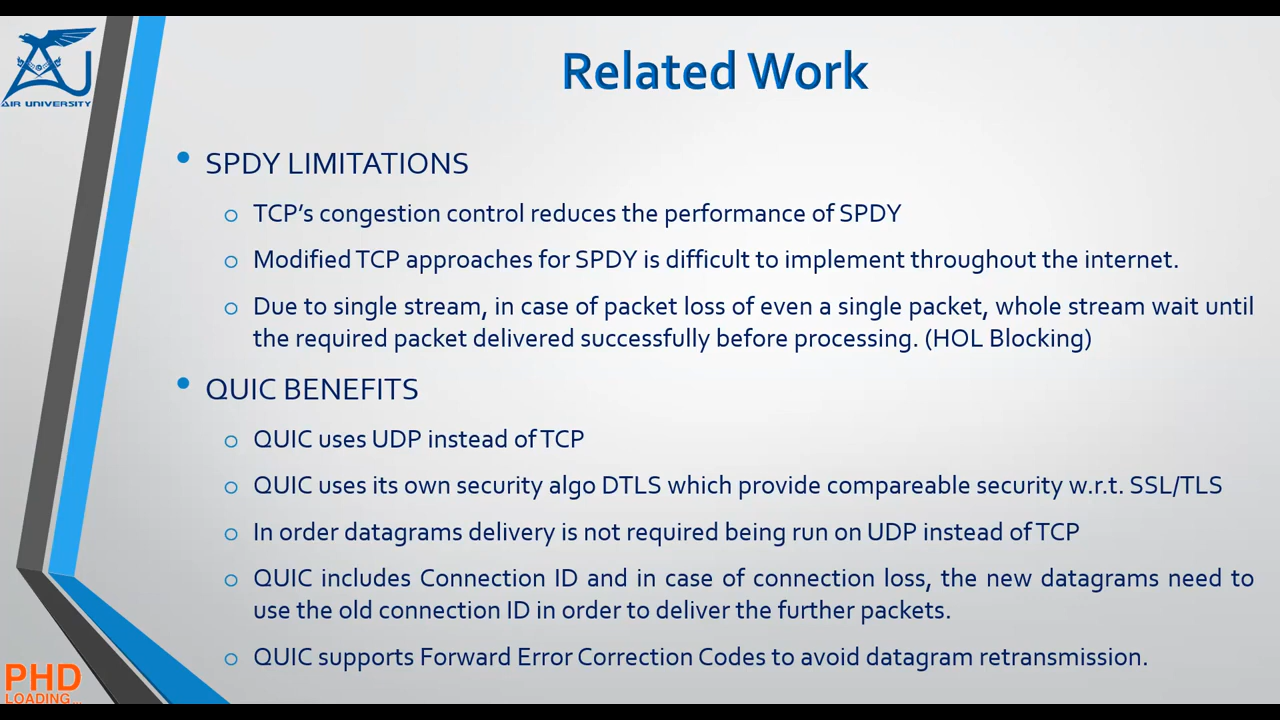 AIR UNIVERSITY
Related Work
• SPDY LIMITATIONS
o TCP's congestion control reduces the performance of SPDY
o Modified TCP approaches for SPDY is difficult to implement throughout the internet.
o Due to single stream, in case of packet loss of even a single packet, whole stream wait until
the required packet delivered successfully before processing. (HOL Blocking)
• QUIC BENEFITS
o QUIC uses UDP instead of TCP
o QUIC uses its own security algo DTLS which provide compareable security w.r.t. SSL/TLS
o In order datagrams delivery is not required being run on UDP instead of TCP
o QUIC includes Connection ID and in case of connection loss, the new datagrams need to
use the old connection ID in order to deliver the further packets.
o QUIC supports Forward Error Correction Codes to avoid datagram retransmission.
PHD
LOADING...